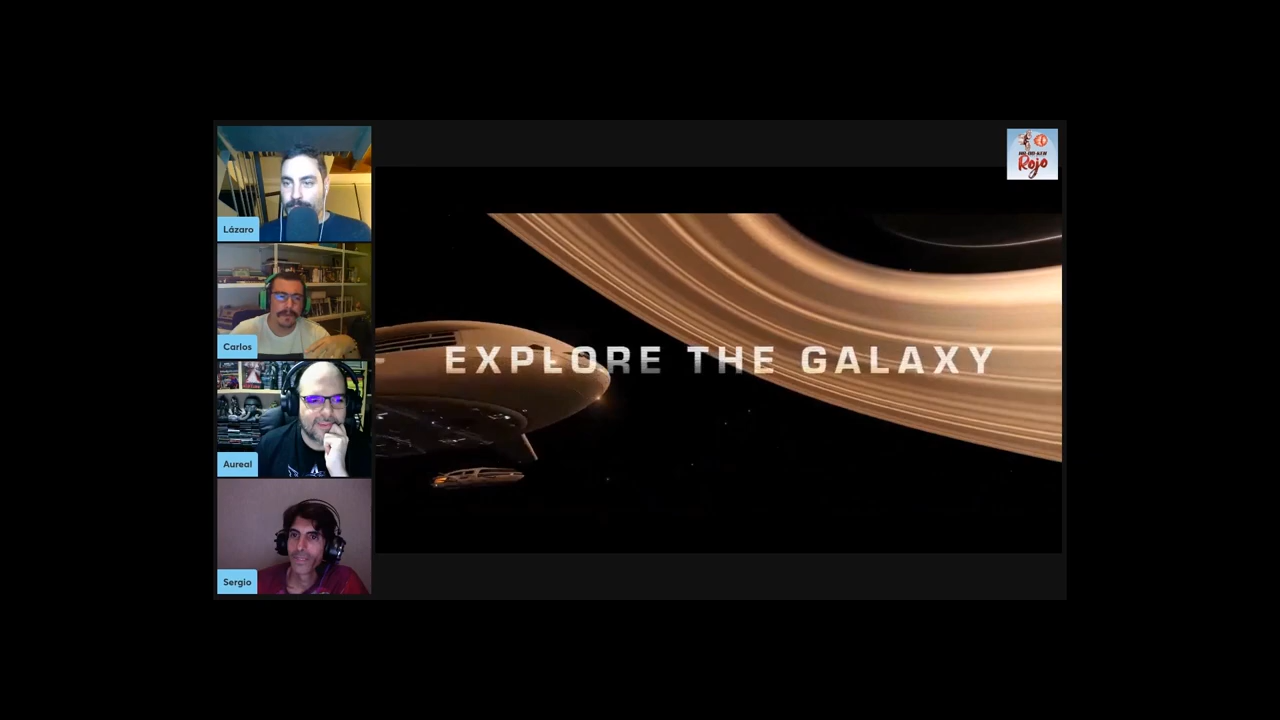 Lázaro
Carlos
Aureal
Sergio
EXPLORE THE GALAXY
Rojo